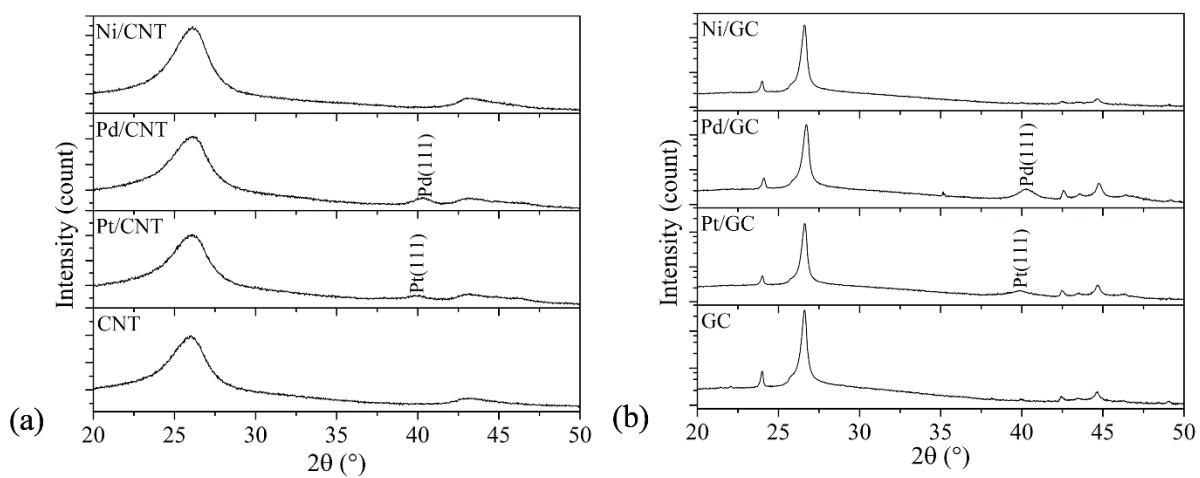 Ni/CNT
Pd/CNT
Pd(111)
Pt/CNT
Pt(111)
CNT
Intensity (count)
20 25 30 35 40 45 50
2θ (°)
(a)
Ni/GC
Pd/GC
Pd(111)
Pt/GC
Pt(111)
GC
Intensity (count)
20 25 30 35 40 45 50
2θ (°)
(b)